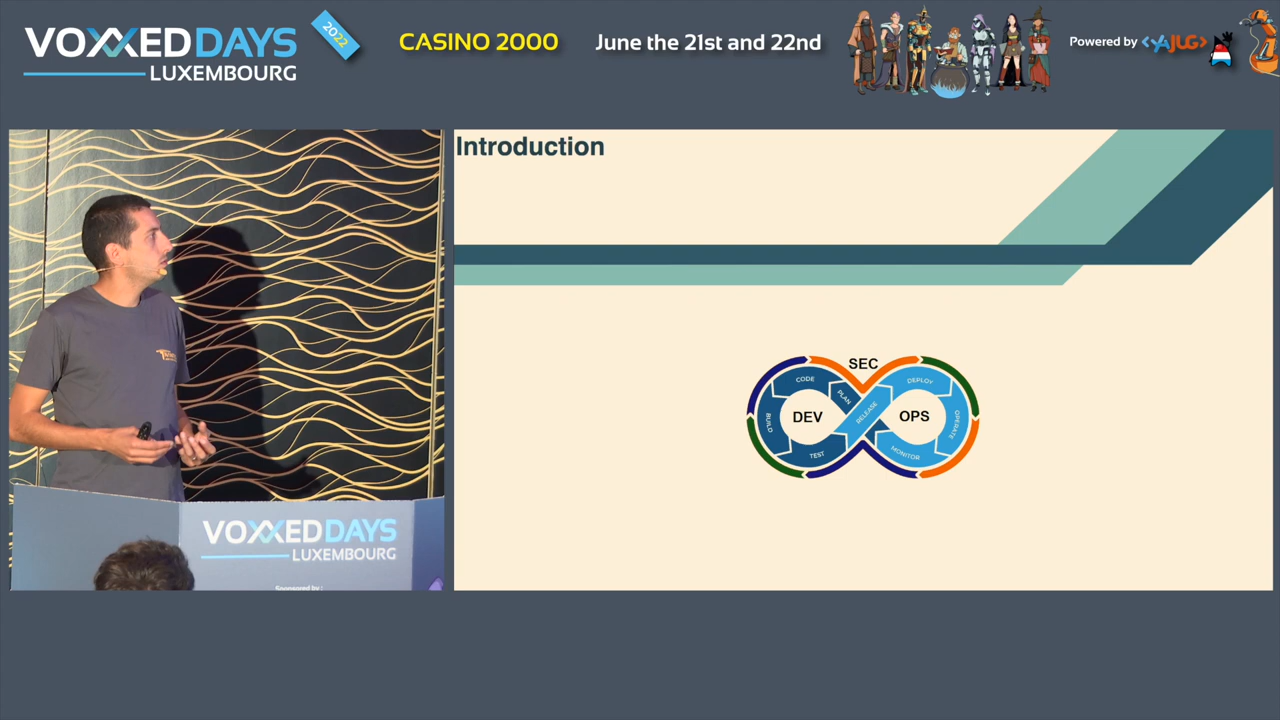 VOXXED DAYS
LUXEMBOURG
2022
CASINO 2000
June the 21st and 22nd
Powered by <YAJUG>
Introduction
SEC
CODE
PLAN
DEV
BUILD
TEST
RELEASE
DEPLOY
OPS
OPERATE
MONITOR
VOXXED DAYS
LUXEMBOURG
Sponsored by :